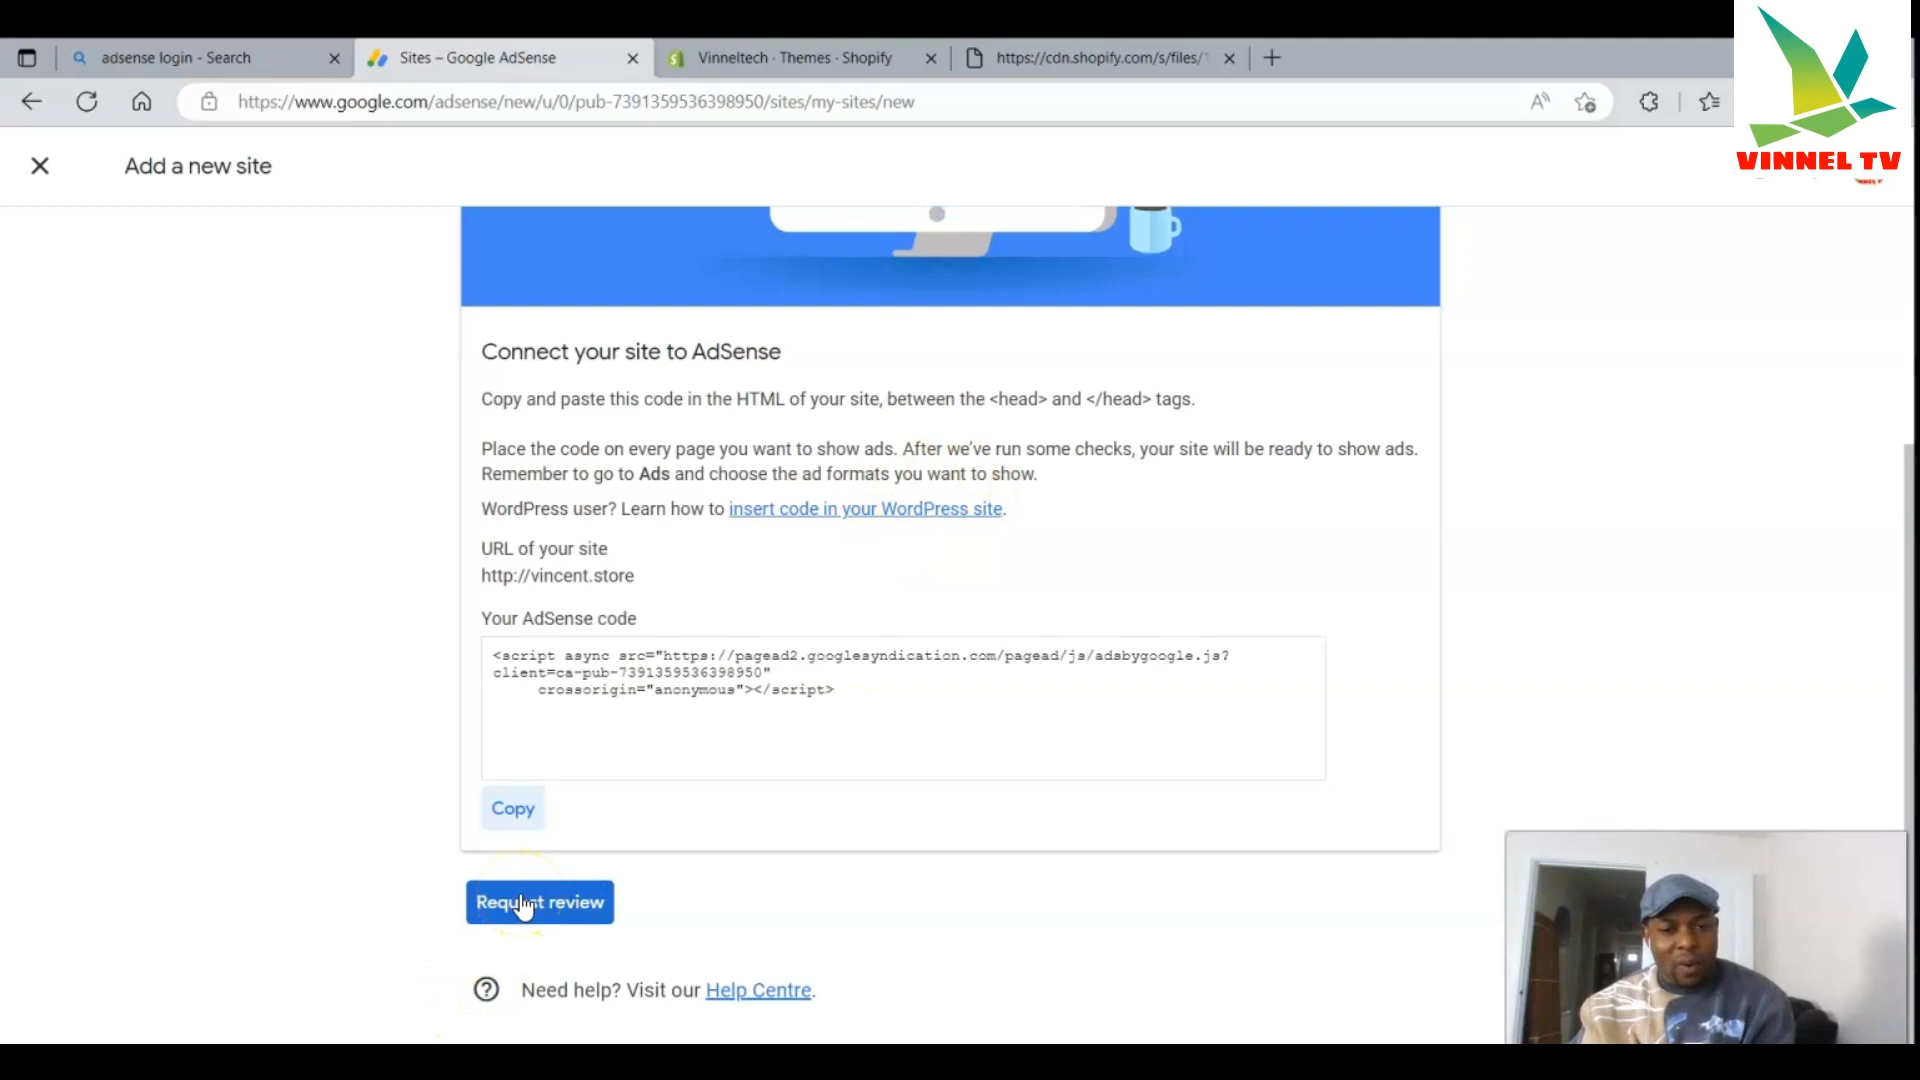 adsense login - Search
Sites – Google AdSense
Vinneltech · Themes · Shopify
https://cdn.shopify.com/s/files/
https://www.google.com/adsense/new/u/0/pub-7391359536398950/sites/my-sites/new
VINNEL TV
Add a new site
Connect your site to AdSense
Copy and paste this code in the HTML of your site, between the <head> and </head> tags.
Place the code on every page you want to show ads. After we've run some checks, your site will be ready to show ads.
Remember to go to Ads and choose the ad formats you want to show.
WordPress user? Learn how to insert code in your WordPress site.
URL of your site
http://vincent.store
Your AdSense code
<script async src="https://pagead2.googlesyndication.com/pagead/js/adsbygoogle.js?
client=ca-pub-7391359536398950"
crossorigin="anonymous"></script>
Copy
Request review
Need help? Visit our Help Centre.